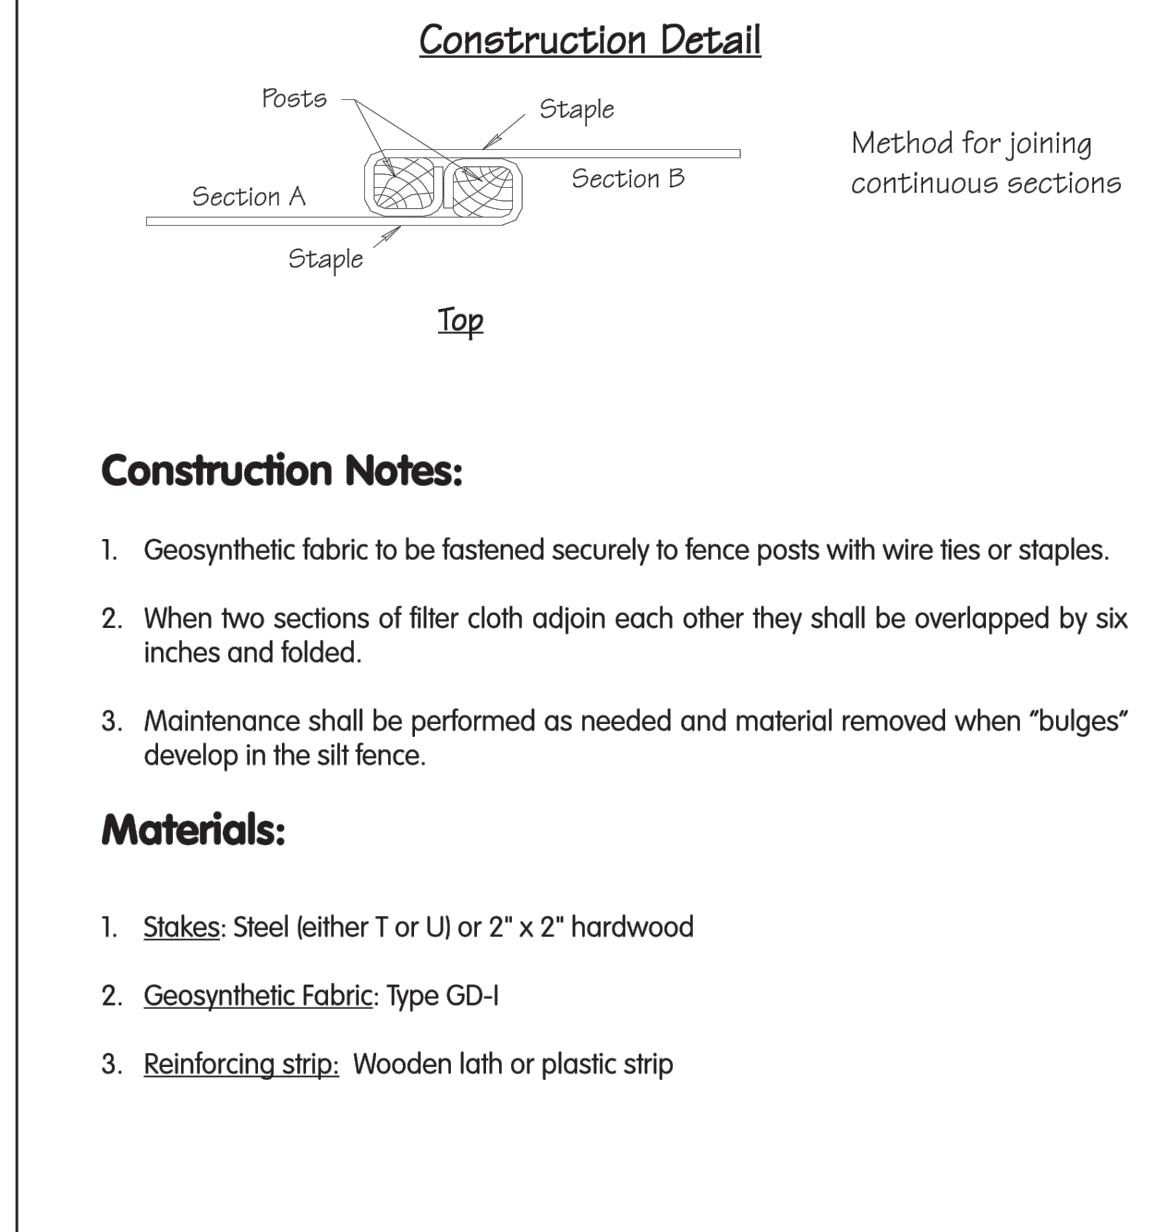 Construction Detail
Posts
Staple
Method for joining
continuous sections
Section A
Section B
Staple
Top
Construction Notes:
1. Geosynthetic fabric to be fastened securely to fence posts with wire ties or staples.
2. When two sections of filter cloth adjoin each other they shall be overlapped by six
inches and folded.
3. Maintenance shall be performed as needed and material removed when "bulges"
develop in the silt fence.
Materials:
1. Stakes: Steel (either T or U) or 2" x 2" hardwood
2. Geosynthetic Fabric: Type GD-I
3. Reinforcing strip: Wooden lath or plastic strip